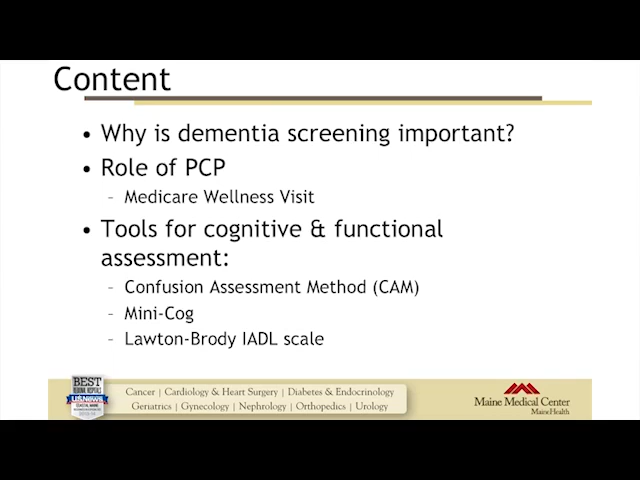 Content
• Why is dementia screening important?
• Role of PCP
– Medicare Wellness Visit
• Tools for cognitive & functional
assessment:
– Confusion Assessment Method (CAM)
– Mini-Cog
– Lawton-Brody IADL scale
BEST
REGIONAL HOSPITALS
U.S.News
Cancer | Cardiology & Heart Surgery | Diabetes & Endocrinology
Geriatrics | Gynecology | Nephrology | Orthopedics | Urology
Maine Medical Center
MaineHealth